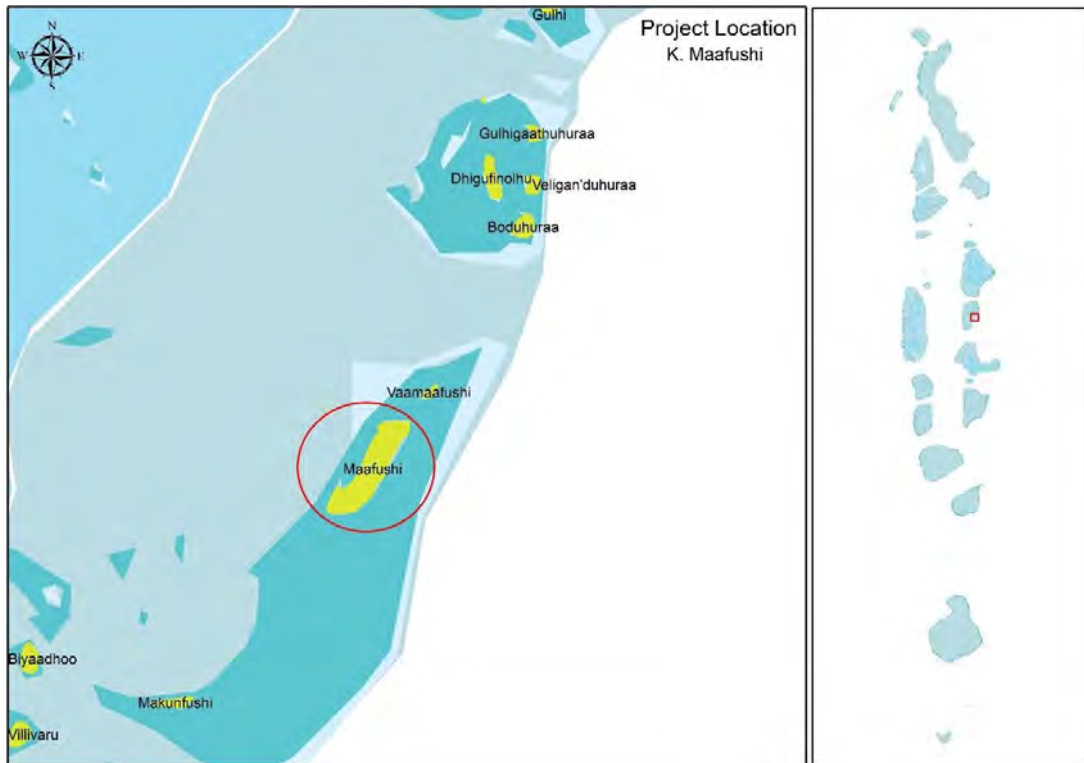 Gulhi
Project Location
K. Maafushi
N
W E
S
Gulhigaathuhuraa
Dhigufinolhu
Veligan'duhuraa
Boduhuraa
Vaamaafushi
Maafushi
Biyaadhoo
Makunfushi
Villivaru